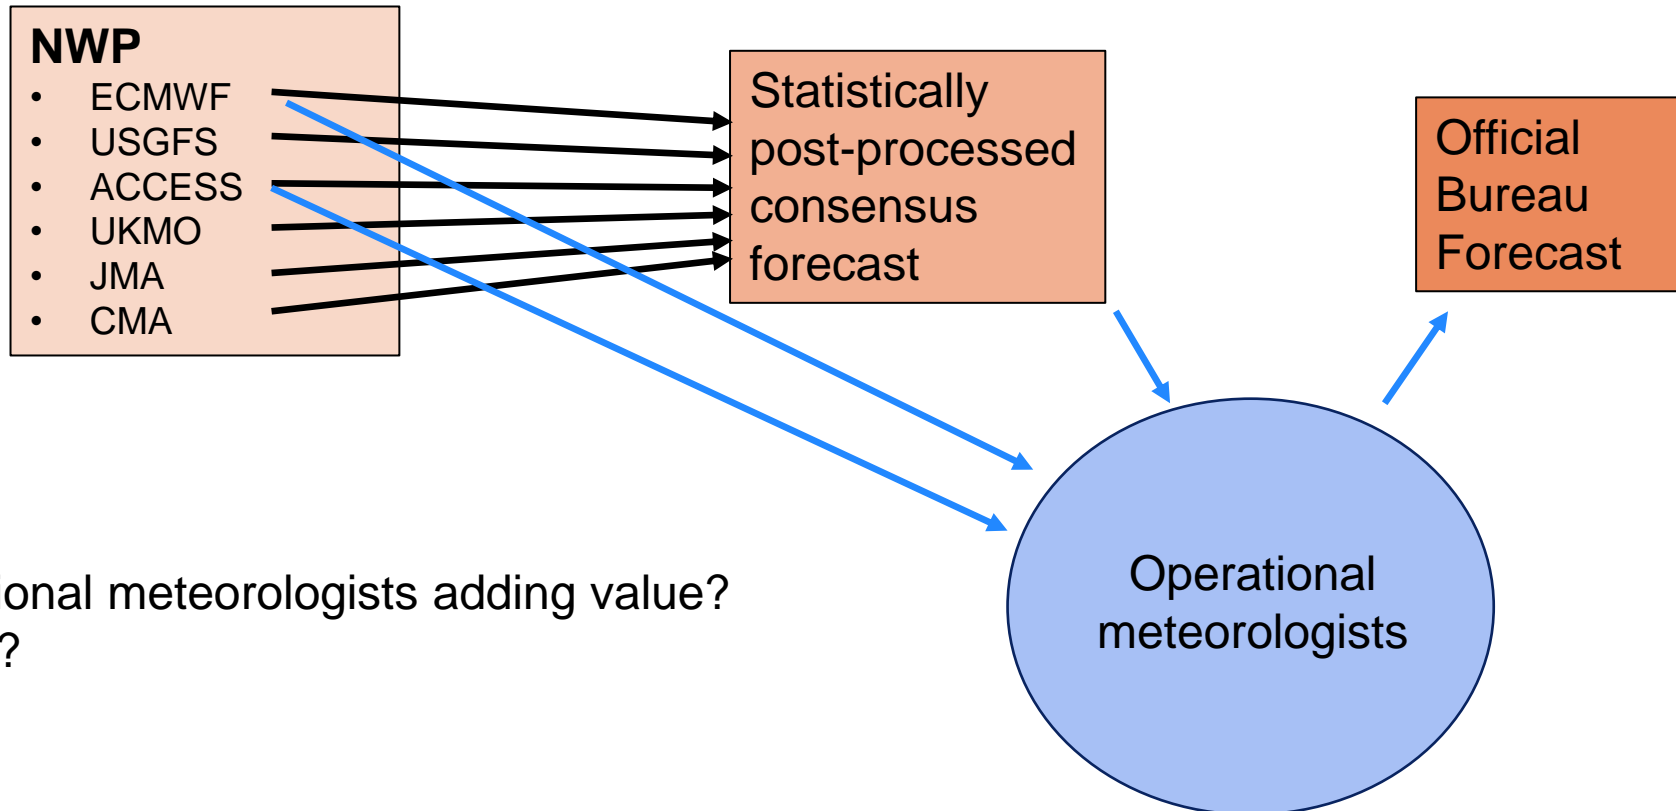 NWP
• ECMWF
• USGFS
• ACCESS
• UKMO
• JMA
• CMA
Statistically
post-processed
consensus
forecast
Official
Bureau
Forecast
Operational
meteorologists
ional meteorologists adding value?
?